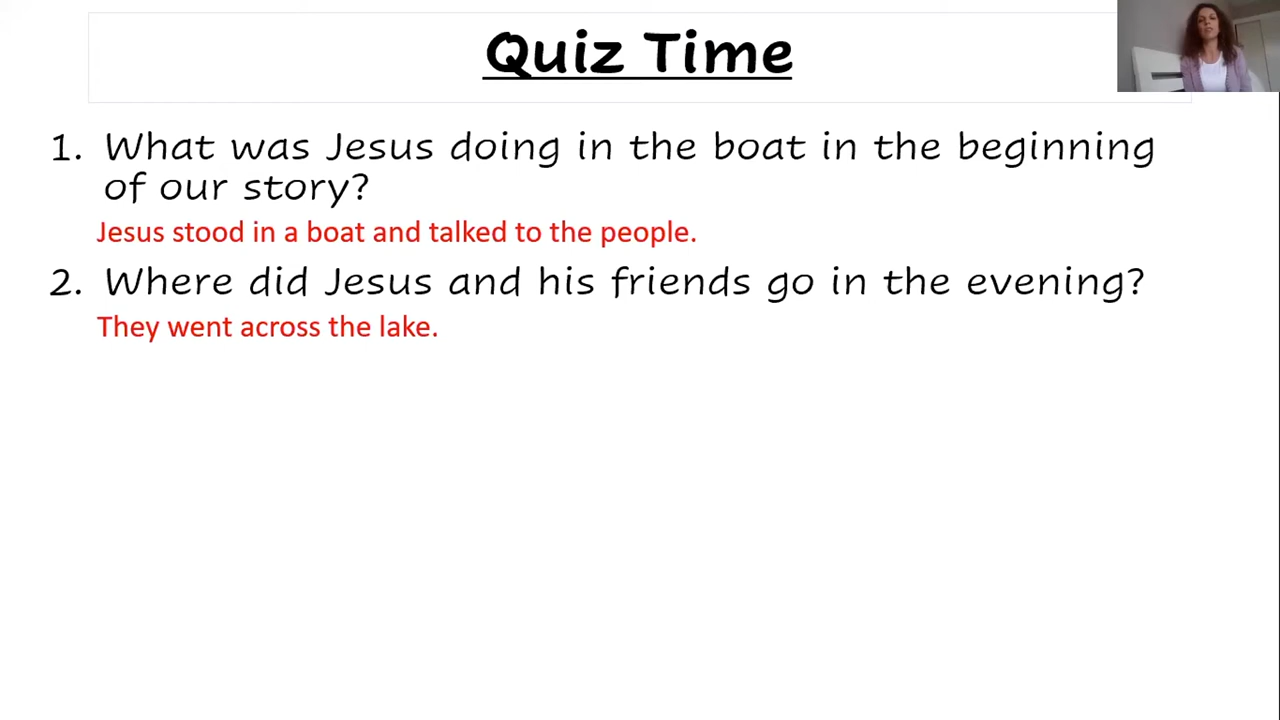 Quiz Time
1. What was Jesus doing in the boat in the beginning
of our story?
Jesus stood in a boat and talked to the people.
2. Where did Jesus and his friends go in the evening?
They went across the lake.